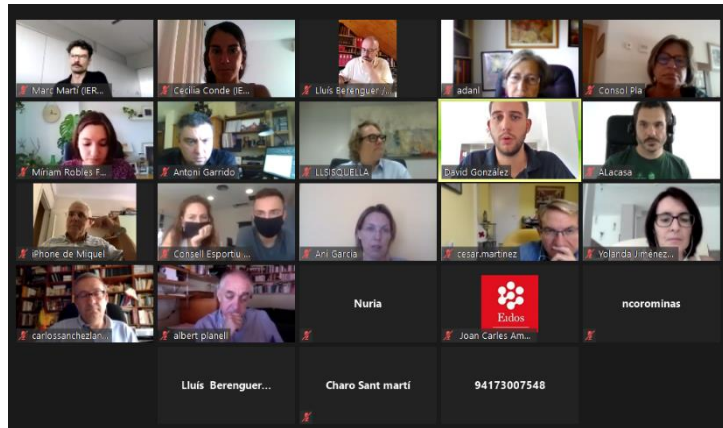 Marc Martí (IER...
Cecilia Conde (IE...
Lluís Berenguer /...
adanl
Consol Pla
Míriam Robles F...
Antoni Garrido
LLSISQUELLA
David González
ALacasa
iPhone de Miquel
Consell Esportiu ...
Ani Garcia
cesar.martinez
Yolanda Jiménez...
carlossanchezlan...
albert planell
Nuria
Eidos
Joan Carles Am...
ncorominas
Lluís Berenguer...
Charo Sant martí
94173007548